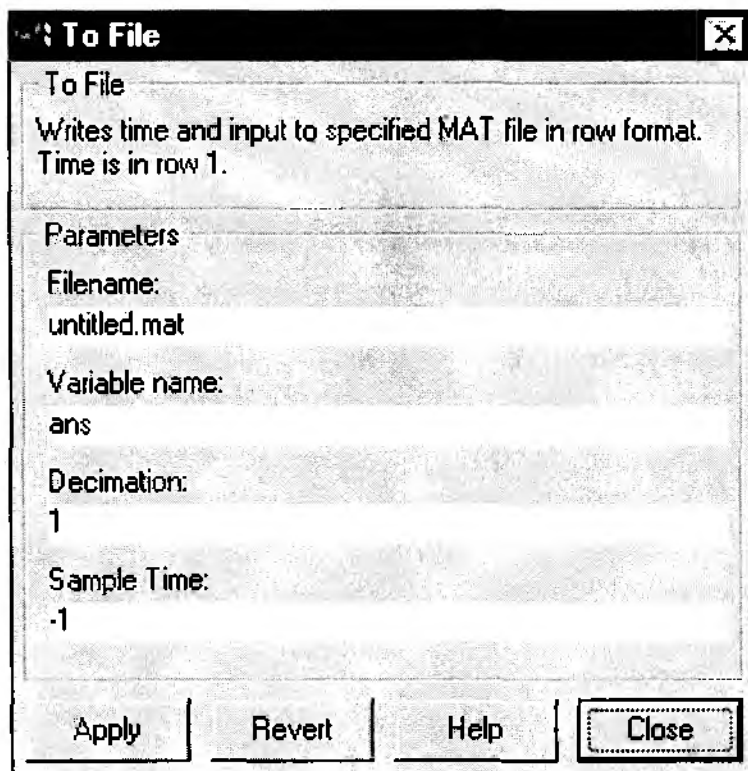 To File
To File
Writes time and input to specified MAT file in row format.
Time is in row 1.
Parameters
Filename:
untitled.mat
Variable name:
ans
Decimation:
1
Sample Time:
-1
Apply Revert Help Close